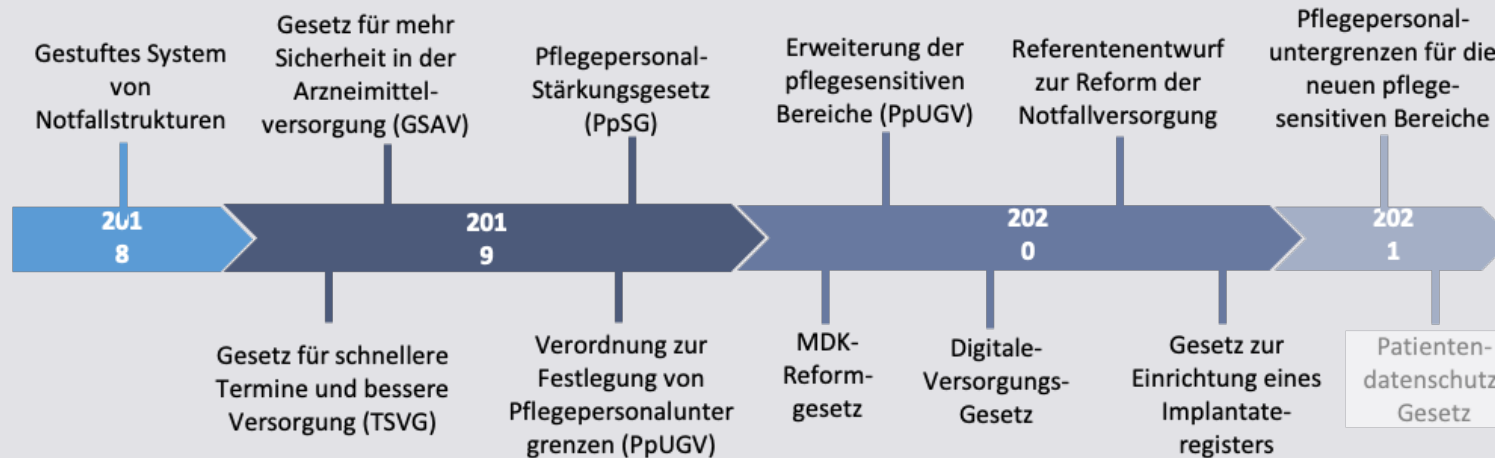 Gestuftes System
von
Notfallstrukturen
Gesetz für mehr
Sicherheit in der
Arzneimittel-
versorgung (GSAV)
Pflegepersonal-
Stärkungsgesetz
(PpSG)
Erweiterung der
pflegesensitiven
Bereiche (PpUGV)
Referentenentwurf
zur Reform der
Notfallversorgung
Pflegepersonal-
untergrenzen für die
neuen pflege-
sensitiven Bereiche
201
8
201
9
202
0
202
1
Gesetz für schnellere
Termine und bessere
Versorgung (TSVG)
Verordnung zur
Festlegung von
Pflegepersonalunter
grenzen (PpUGV)
MDK-
Reform-
gesetz
Digitale-
Versorgungs-
Gesetz
Gesetz zur
Einrichtung eines
Implantate-
registers
Patienten-
datenschutz
Gesetz